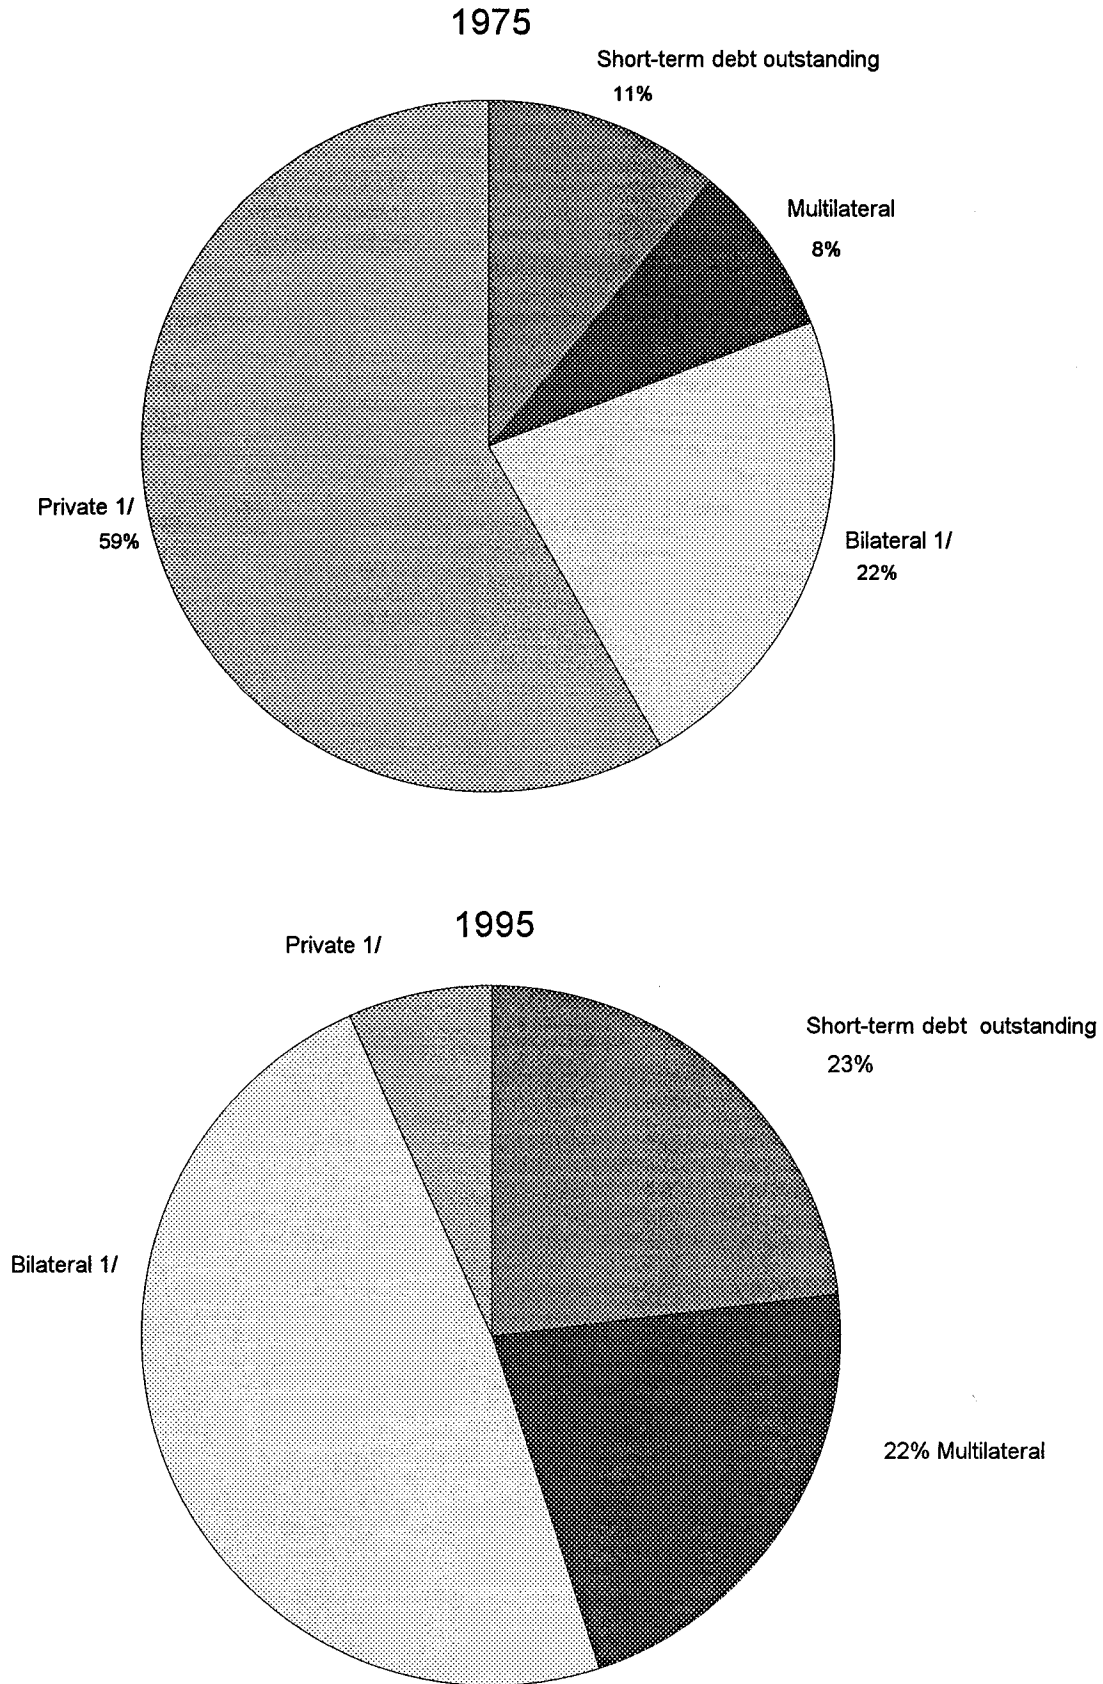 1975
Short-term debt outstanding
11%
Multilateral
8%
Private 1/
59%
Bilateral 1/
22%
1995
Private 1/
Short-term debt outstanding
23%
Bilateral 1/
22% Multilateral